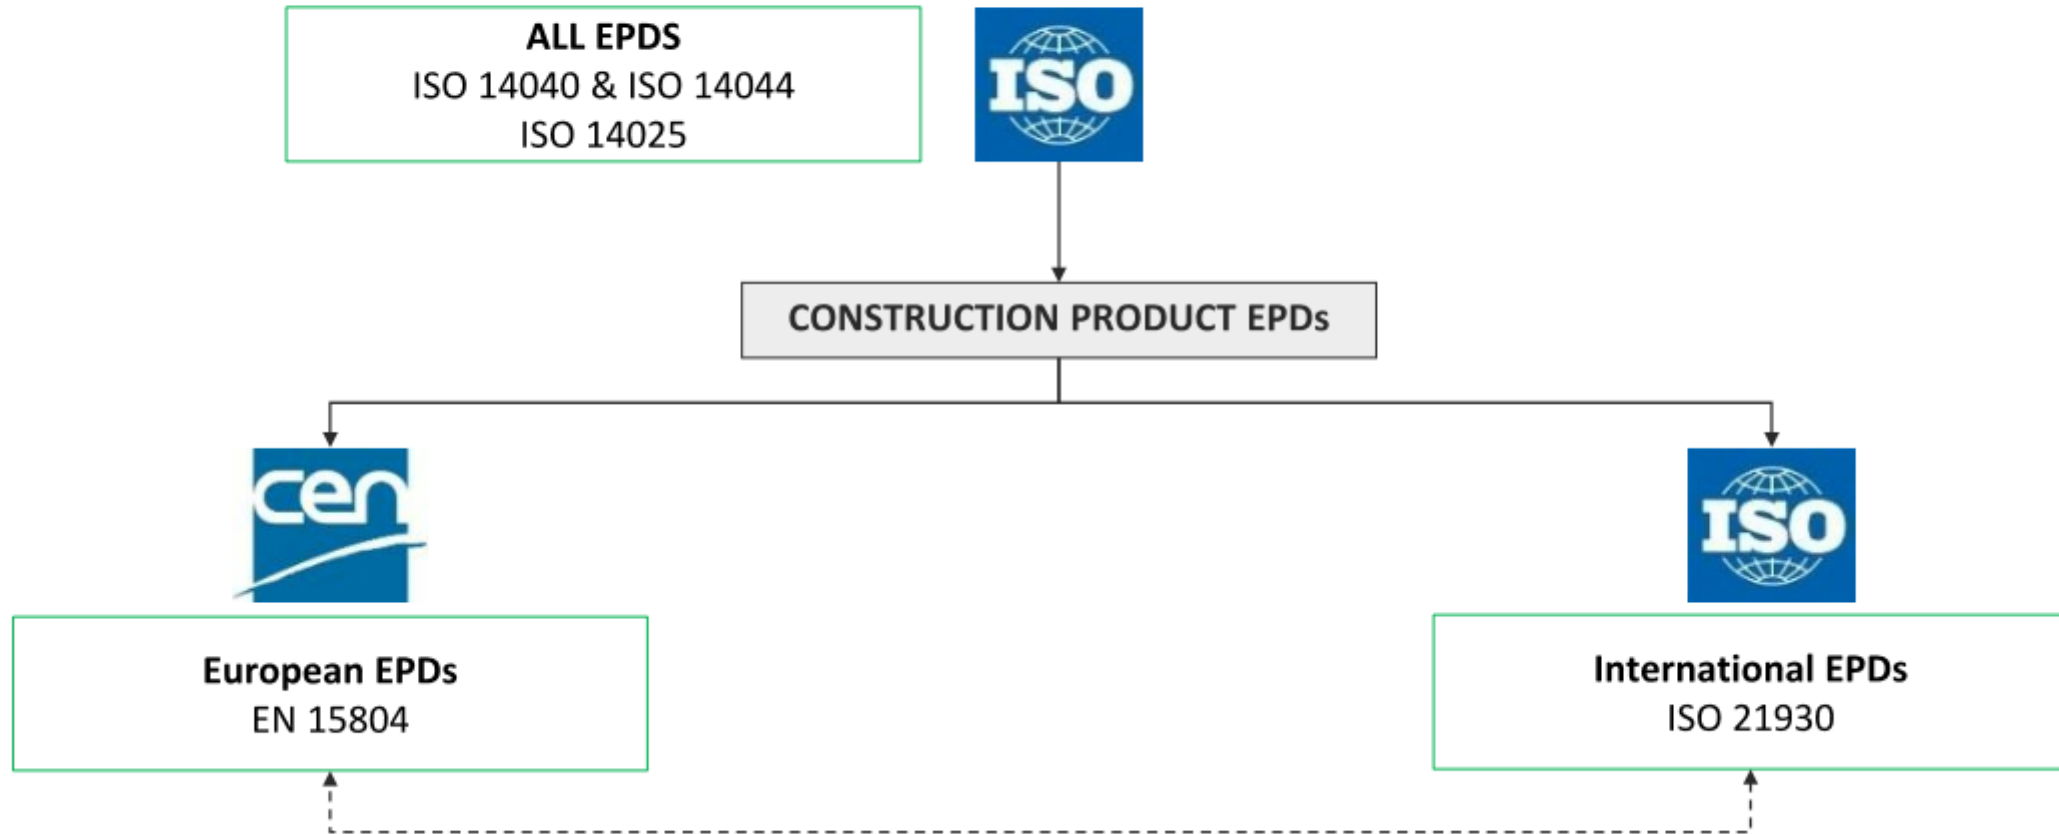 ALL EPDS
ISO 14040 & ISO 14044
ISO 14025
ISO
CONSTRUCTION PRODUCT EPDs
cen
ISO
European EPDs
EN 15804
International EPDs
ISO 21930